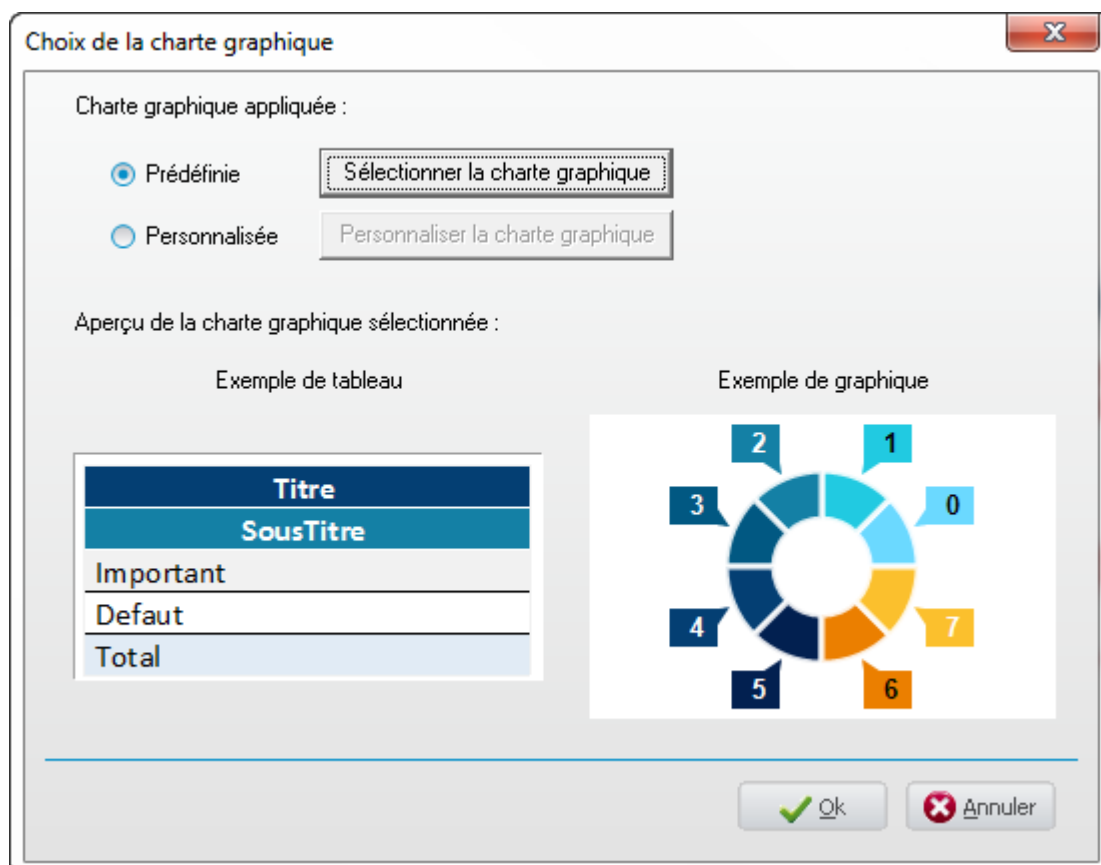 Choix de la charte graphique
Charte graphique appliquée :
Prédéfinie
Sélectionner la charte graphique
Personnalisée
Personnaliser la charte graphique
Aperçu de la charte graphique sélectionnée :
Exemple de tableau
Titre
SousTitre
Important
Defaut
Total
Exemple de graphique
2
1
3
0
4
7
5
6
Ok
Annuler